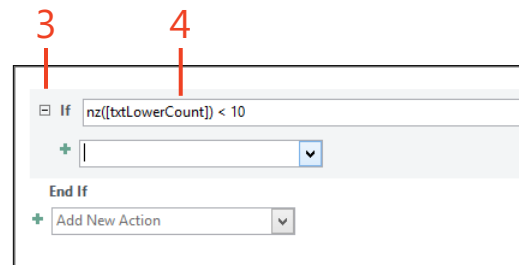 3 4
If nz([txtLowerCount]) < 10
End If
Add New Action